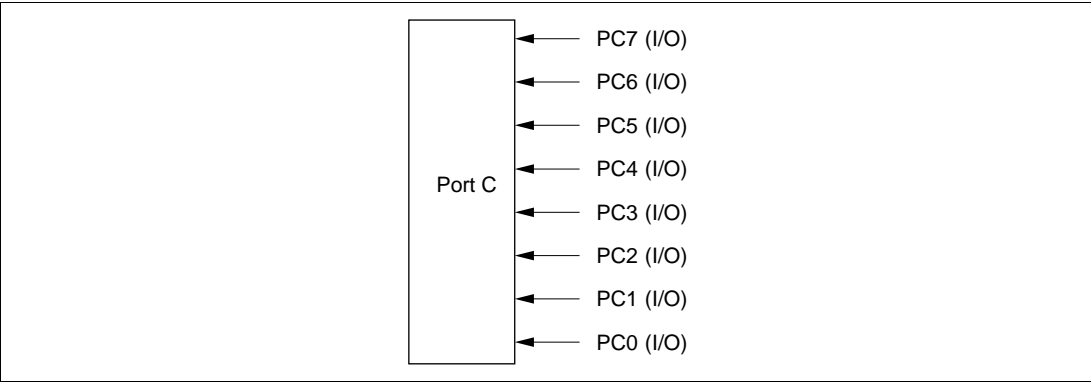 PC7 (I/O)
PC6 (I/O)
PC5 (I/O)
PC4 (I/O)
Port C
PC3 (I/O)
PC2 (I/O)
PC1 (I/O)
PC0 (I/O)